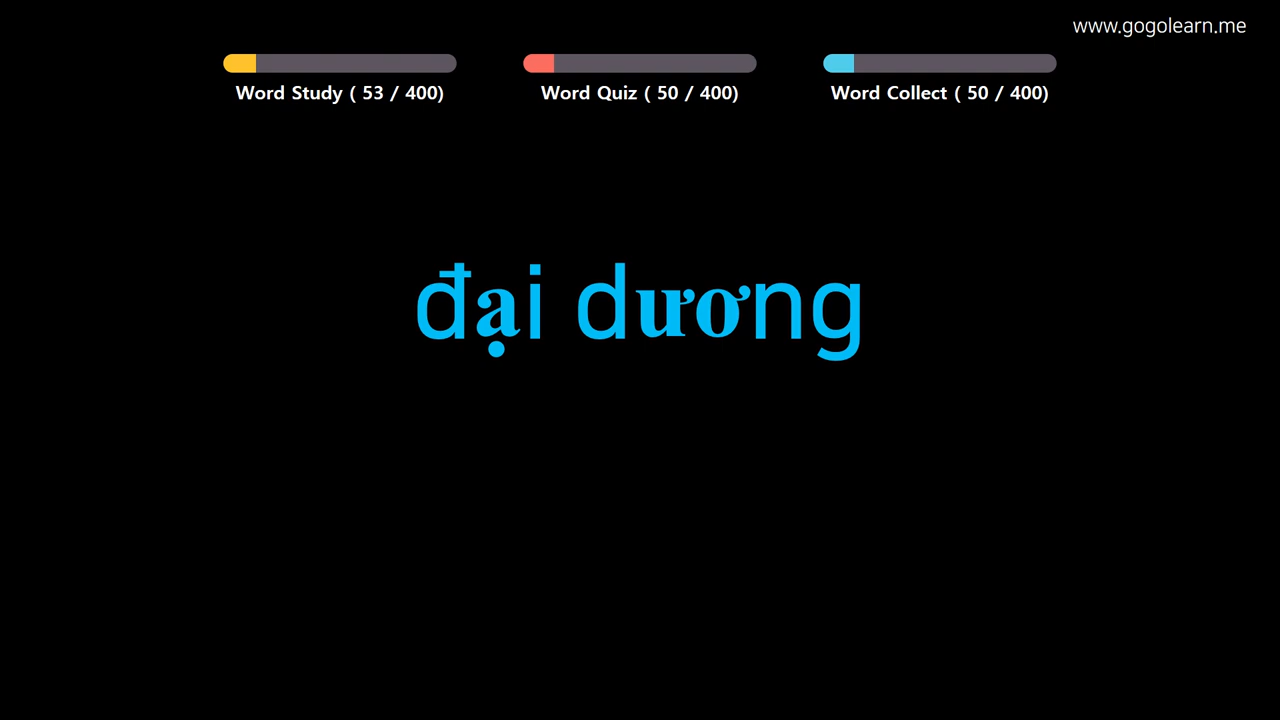 www.gogolearn.me
Word Study ( 53 / 400)
Word Quiz ( 50 / 400)
Word Collect ( 50 / 400)
đại dương